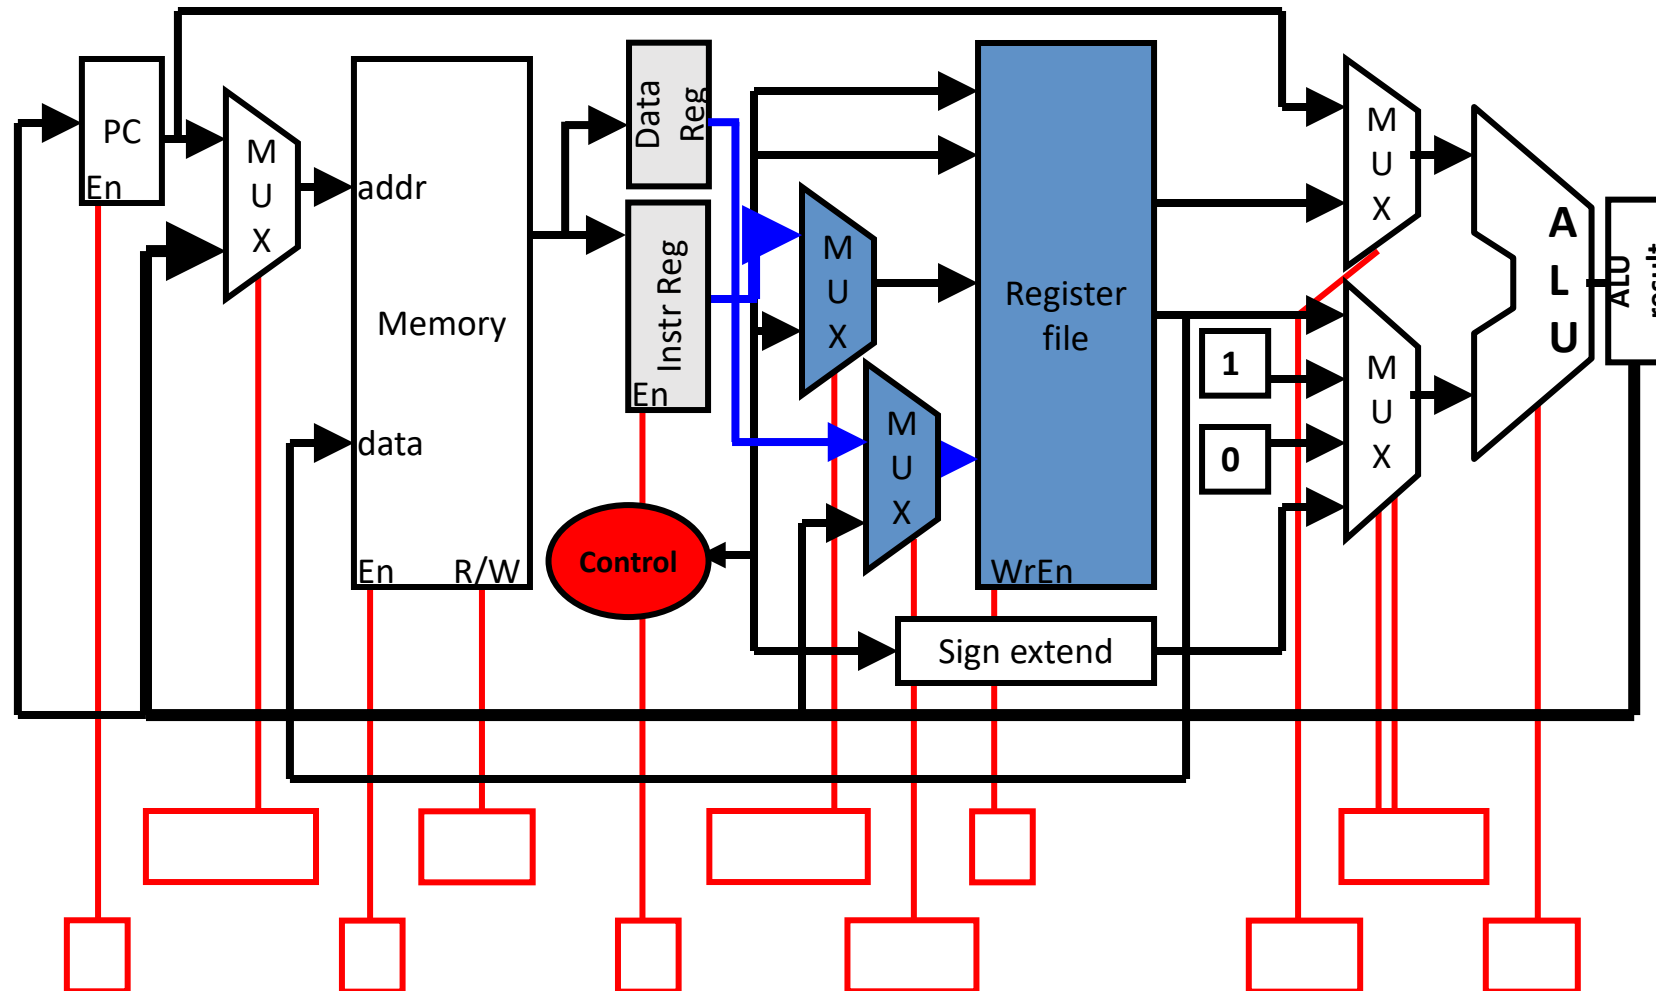 PC
En
M
U
X
addr
Memory
data
En R/W
Data
Reg
Instr Reg
En
Control
M
U
X
M
U
X
Register
file
WrEn
Sign extend
1
0
M
U
X
M
U
X
A
L
U
ALU
result